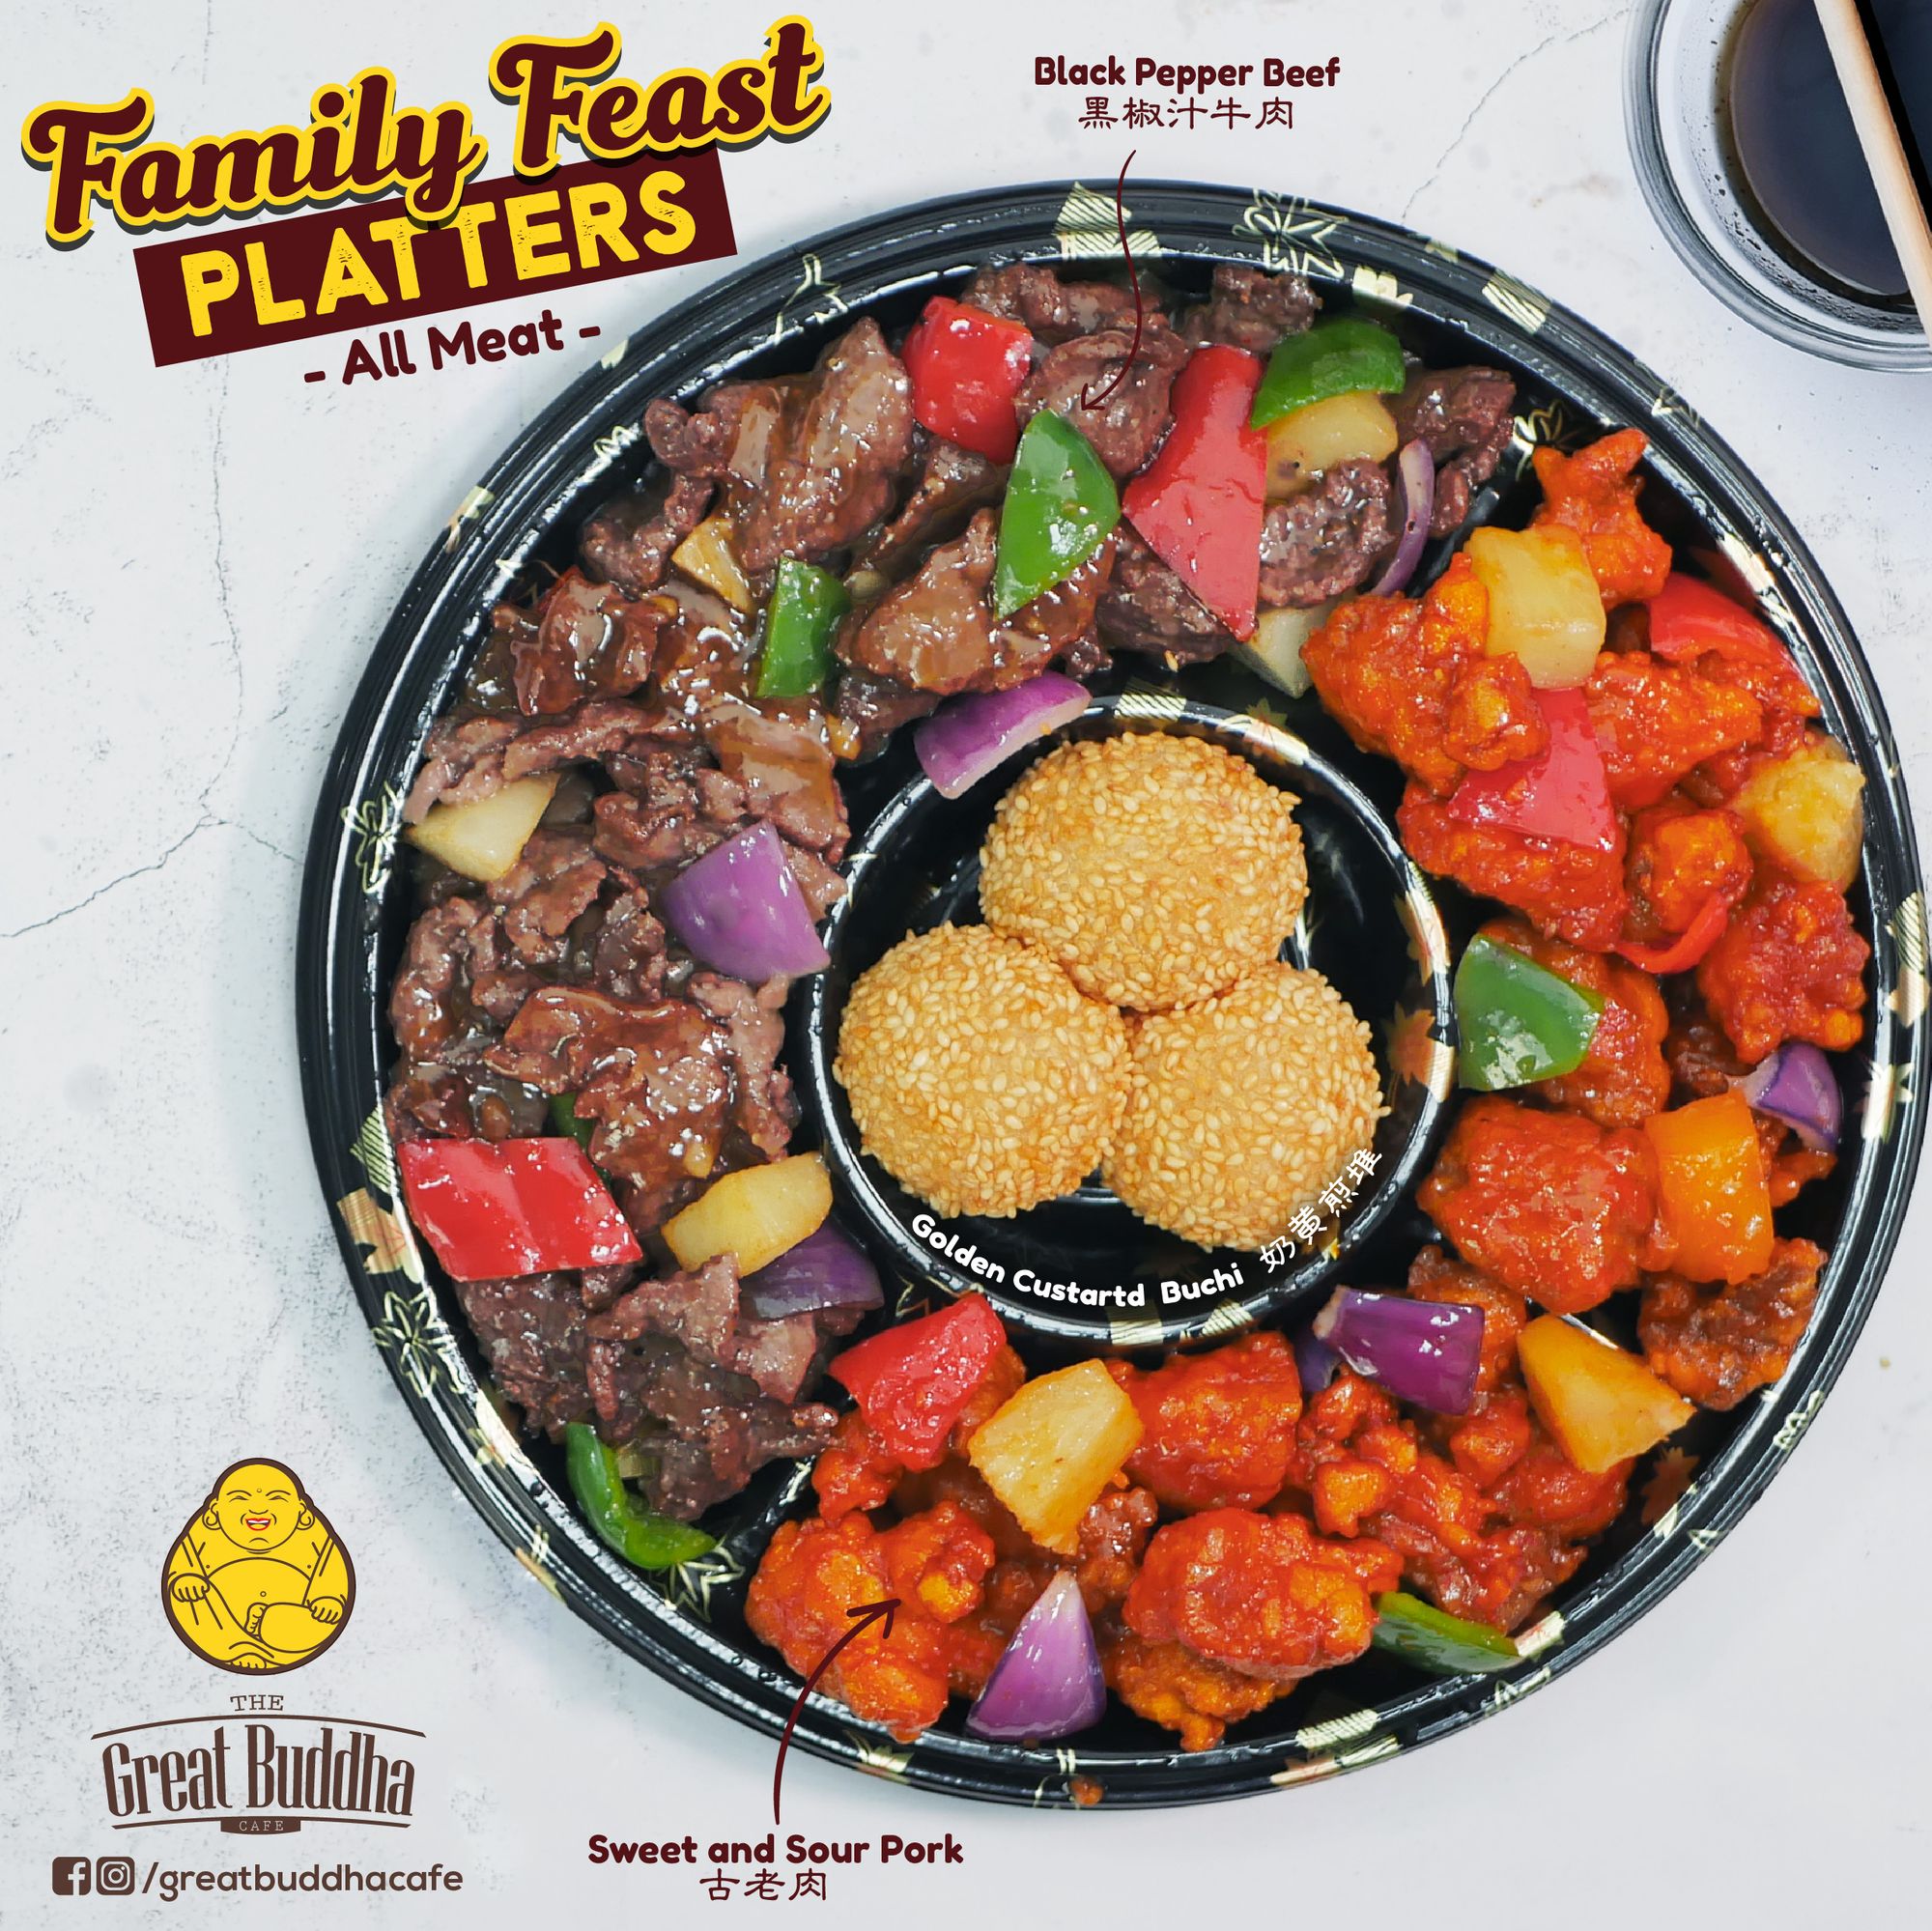 Family Feast
PLATTERS
- All Meat -
Black Pepper Beef
黑椒汁牛肉
Golden Custartd Buchi 奶黄煎堆
THE
Great Buddha
CAFE
/greatbuddhacafe
Sweet and Sour Pork
古老肉